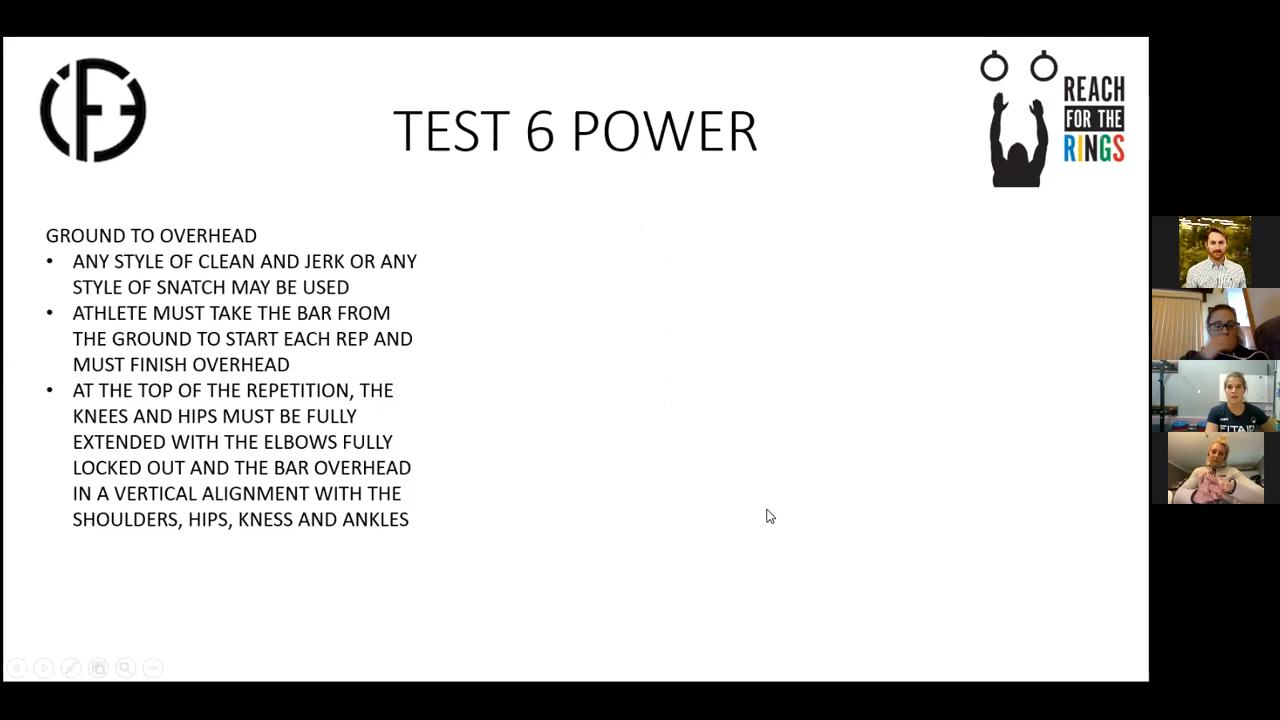 TEST 6 POWER
REACH
FOR THE
RINGS
GROUND TO OVERHEAD
• ANY STYLE OF CLEAN AND JERK OR ANY
STYLE OF SNATCH MAY BE USED
• ATHLETE MUST TAKE THE BAR FROM
THE GROUND TO START EACH REP AND
MUST FINISH OVERHEAD
• AT THE TOP OF THE REPETITION, THE
KNEES AND HIPS MUST BE FULLY
EXTENDED WITH THE ELBOWS FULLY
LOCKED OUT AND THE BAR OVERHEAD
IN A VERTICAL ALIGNMENT WITH THE
SHOULDERS, HIPS, KNESS AND ANKLES